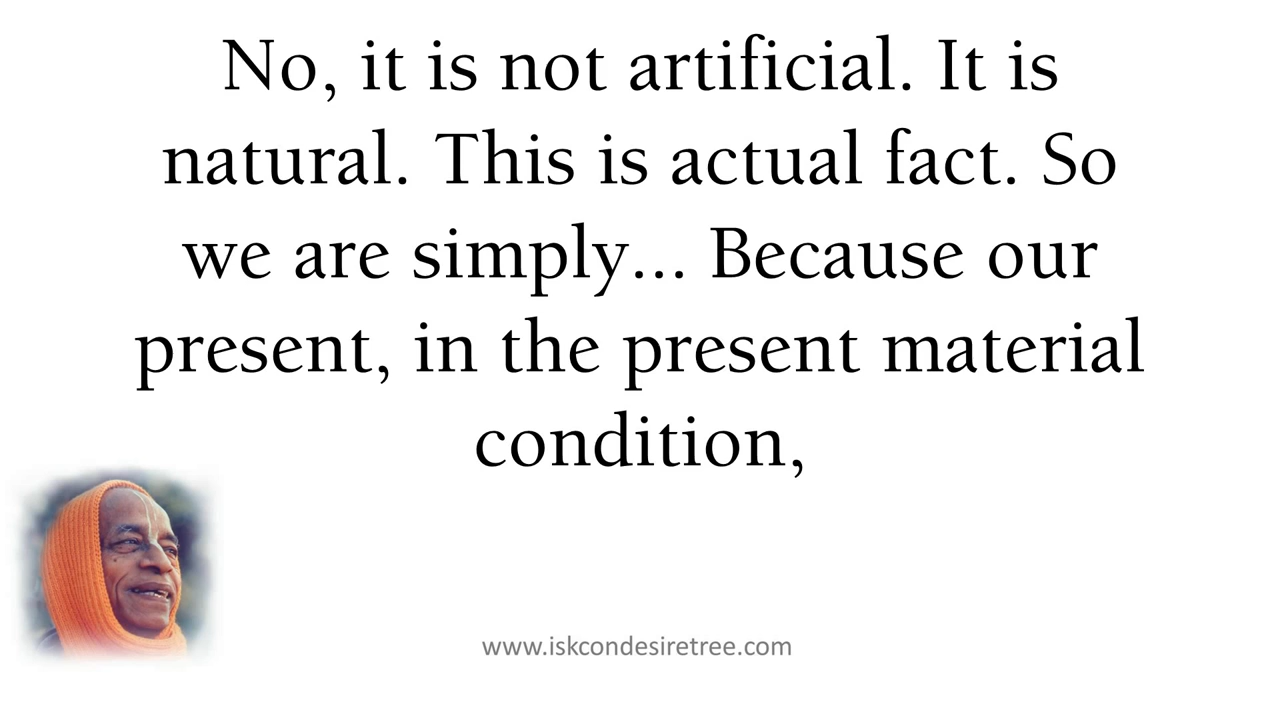 No, it is not artificial. It is
natural. This is actual fact. So
we are simply... Because our
present, in the present material
condition,
www.iskcondesiretree.com